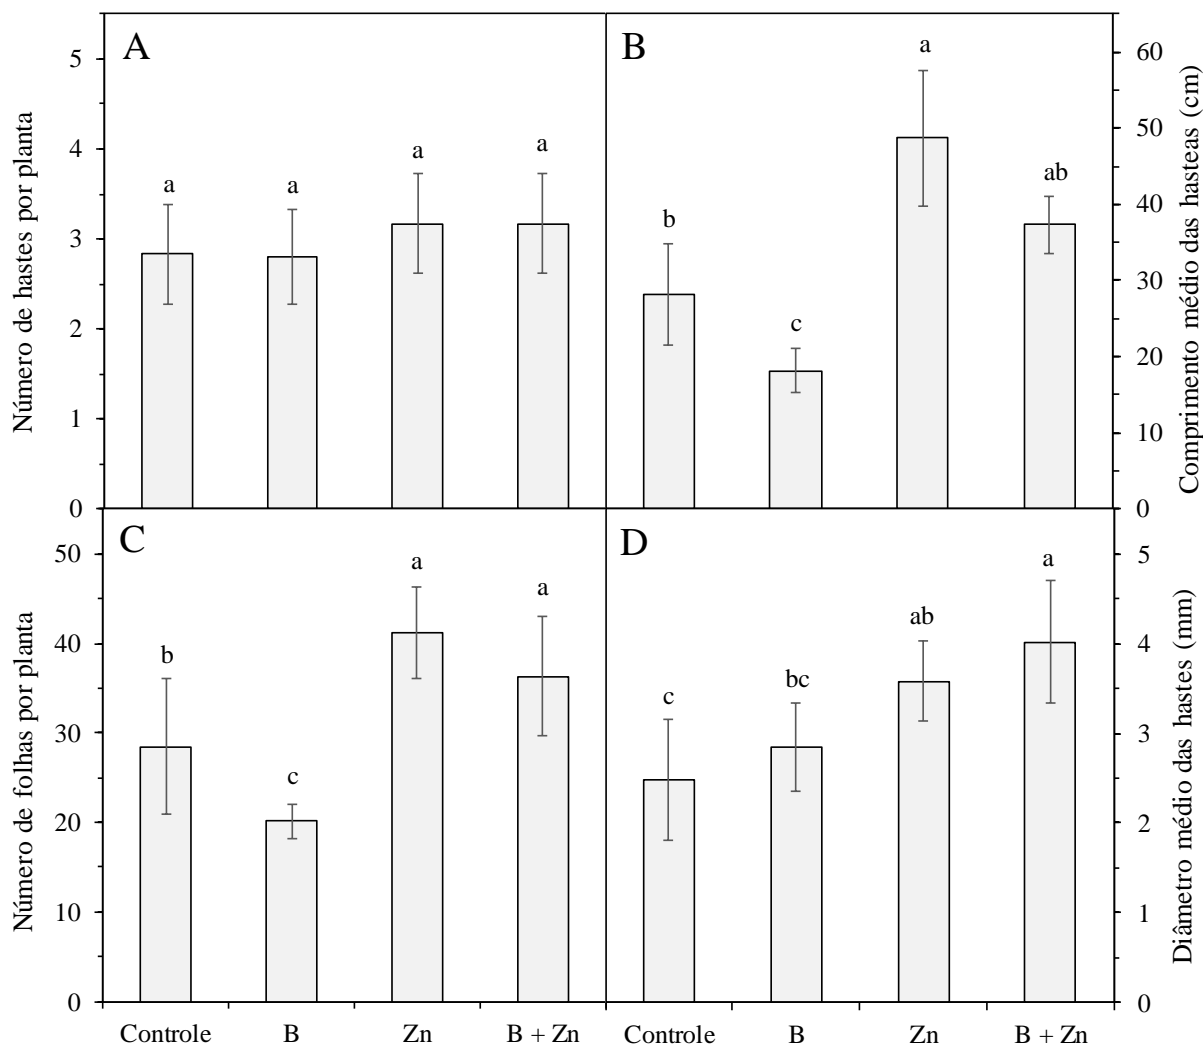 A
B
Número de hastes por planta
5
4
3
2
1
0
a
a
a
a
b
c
a
ab
60
50
40
30
20
10
0
Comprimento médio das hasteas (cm)
C
D
Número de folhas por planta
50
40
30
20
10
0
b
c
a
a
c
bc
ab
a
5
4
3
2
1
0
Diâmetro médio das hastes (mm)
Controle B Zn B + Zn
Controle B Zn B + Zn